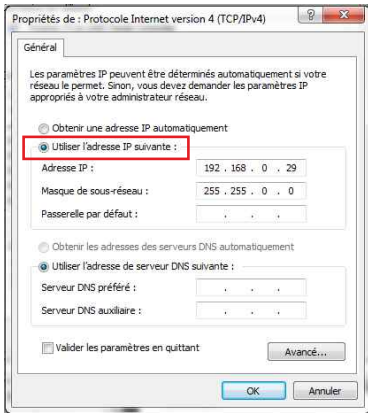 Propriétés de : Protocole Internet version 4 (TCP/IPv4)
Général
Les paramètres IP peuvent être déterminés automatiquement si votre
réseau le permet. Sinon, vous devez demander les paramètres IP
appropriés à votre administrateur réseau.
Obtenir une adresse IP automatiquement
Utiliser l'adresse IP suivante :
Adresse IP : 192 . 168 . 0 . 29
Masque de sous-réseau : 255 . 255 . 0 . 0
Passerelle par défaut : . . .
Obtenir les adresses des serveurs DNS automatiquement
Utiliser l'adresse de serveur DNS suivante :
Serveur DNS préféré : . . .
Serveur DNS auxiliaire : . . .
Valider les paramètres en quittant
Avancé...
OK Annuler